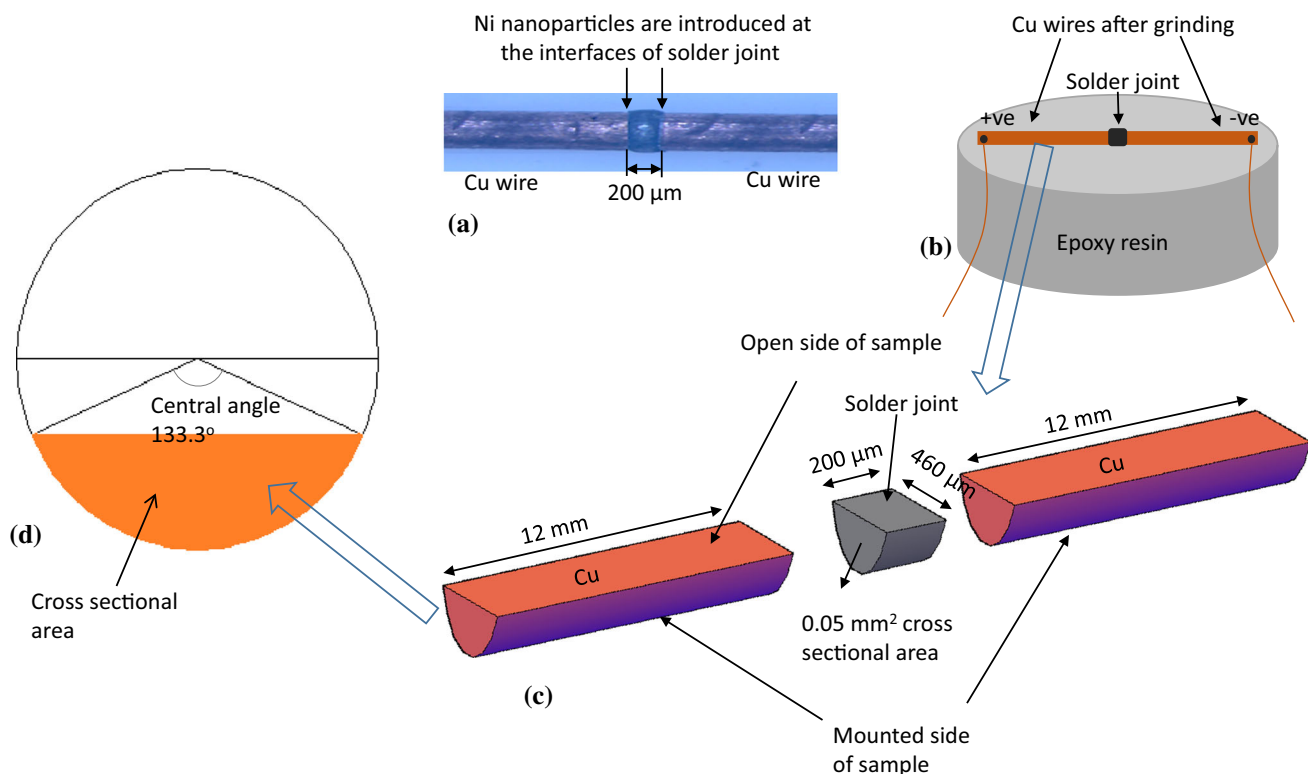 Ni nanoparticles are introduced at
the interfaces of solder joint
Cu wire
200 µm
Cu wire
(a)
Cu wires after grinding
Solder joint
+ve
-ve
Epoxy resin
(b)
Open side of sample
Solder joint
200 µm
460 µm
12 mm
Cu
12 mm
Cu
0.05 mm² cross
sectional area
(c)
Mounted side
of sample
Central angle
133.3°
(d)
Cross sectional
area